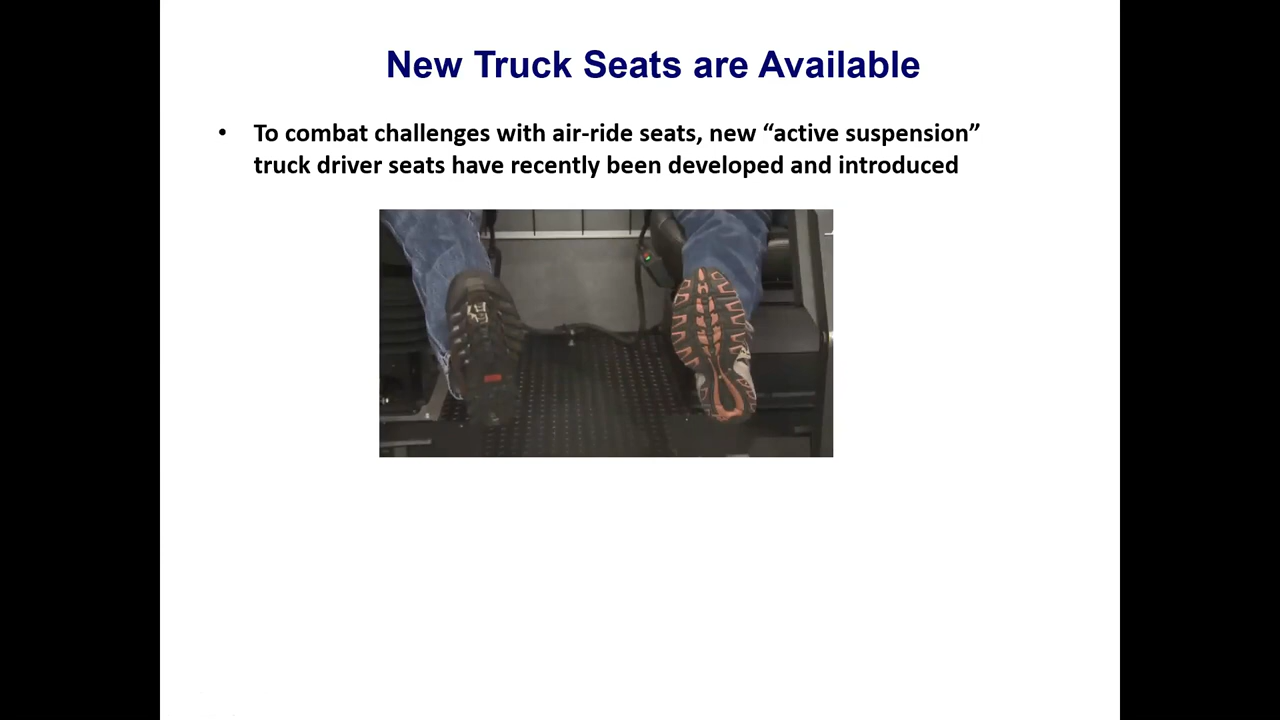 New Truck Seats are Available
• To combat challenges with air-ride seats, new “active suspension”
truck driver seats have recently been developed and introduced